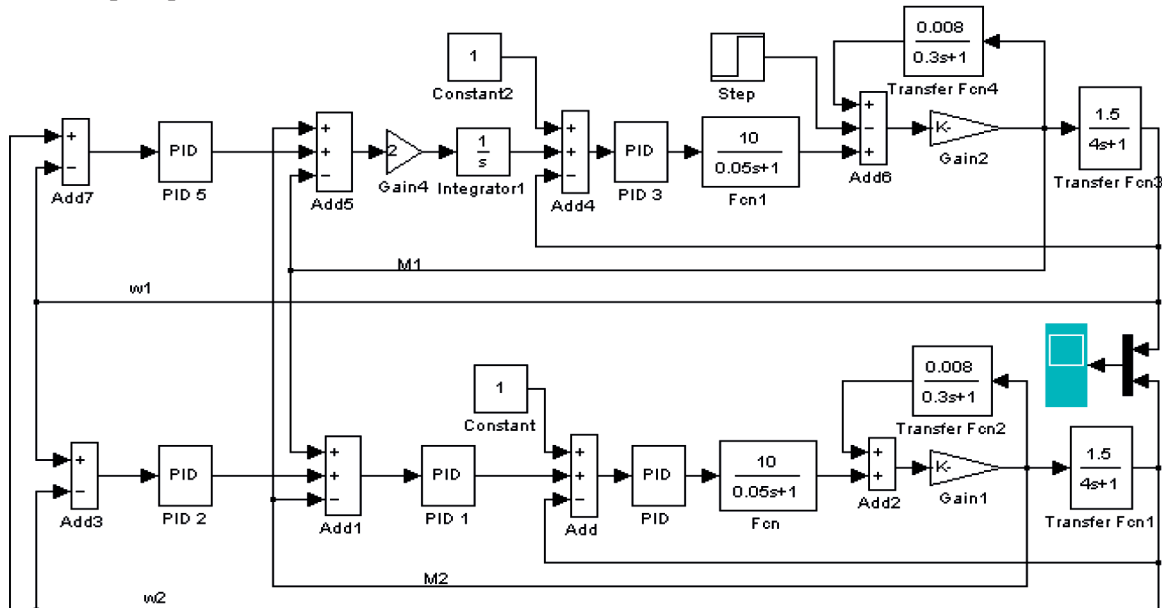 1
Constant2
Step
0.008
0.3s+1
Transfer Fcn4
+
-
Add7
PID
PID 5
+
+
-
Add5
2
Gain4
1
s
Integrator1
+
+
-
Add4
PID
PID 3
10
0.05s+1
Fcn1
+
-
+
Add6
K-
Gain2
1.5
4s+1
Transfer Fcn3
M1
w1
1
Constant
0.008
0.3s+1
Transfer Fcn2
+
-
Add3
PID
PID 2
+
+
-
Add1
PID
PID 1
+
+
-
Add
PID
PID
10
0.05s+1
Fcn
+
+
Add2
K-
Gain1
1.5
4s+1
Transfer Fcn1
M2
w2